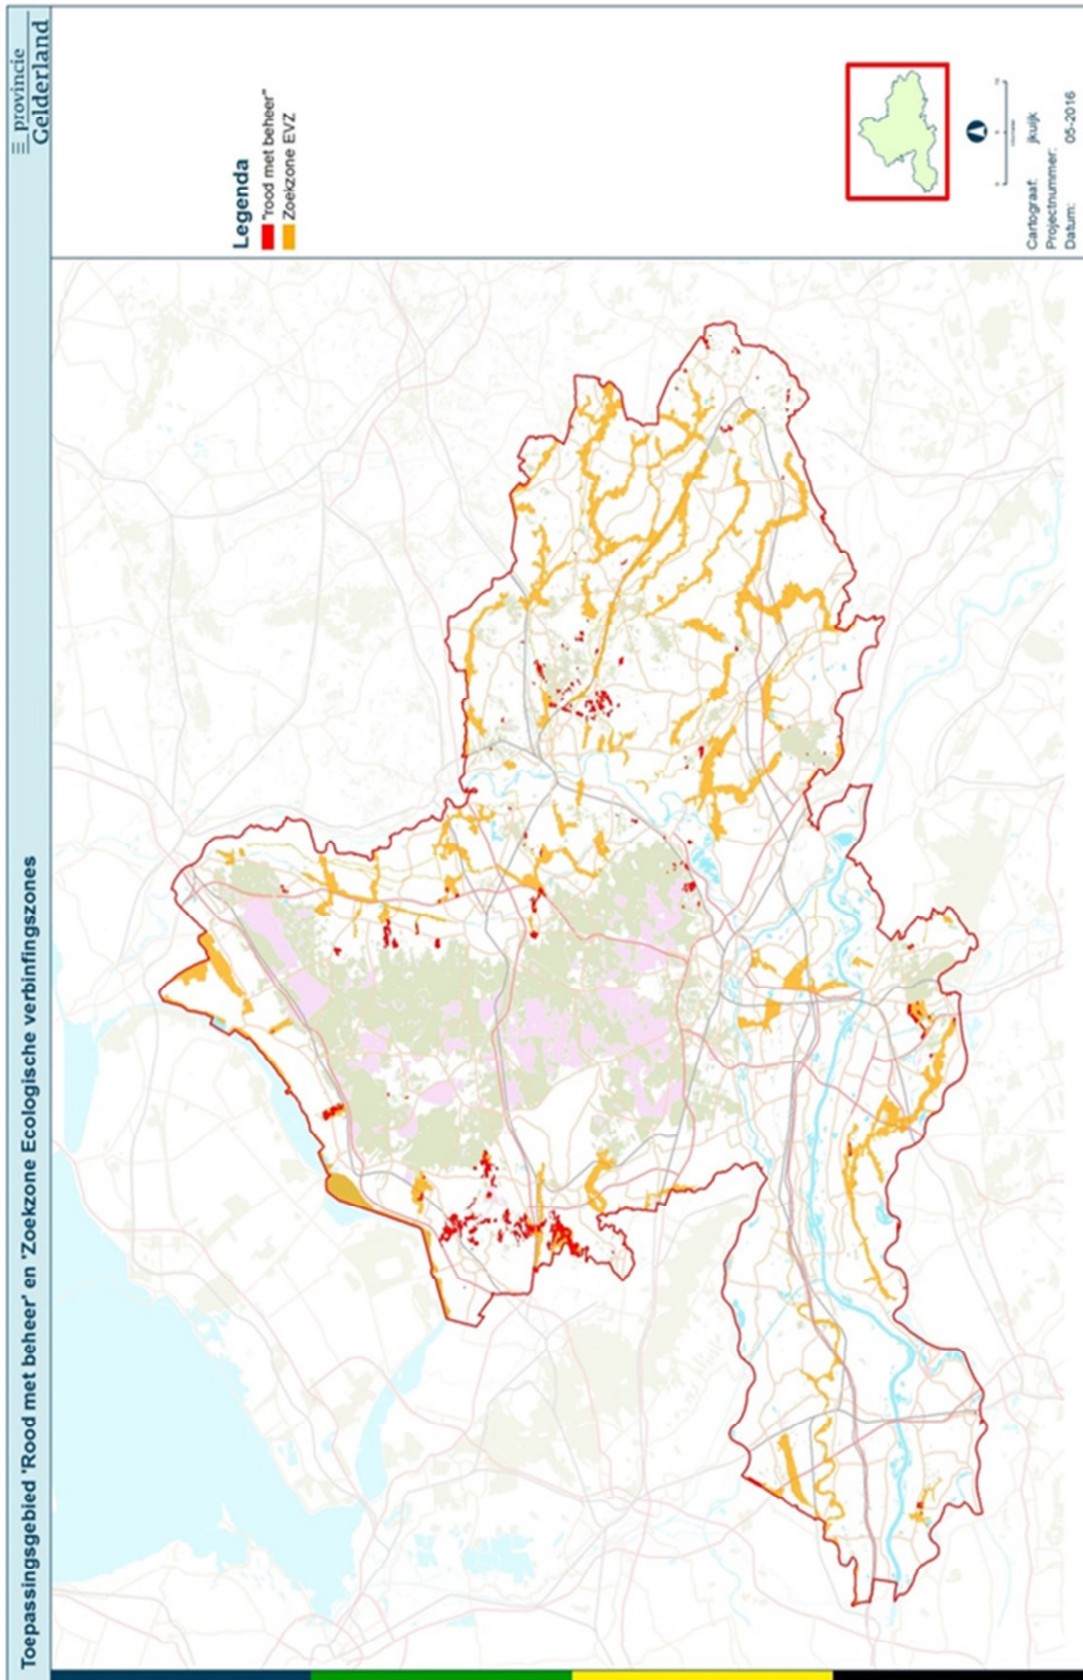 Toepassingsgebied 'Rood met beheer' en 'Zoekzone Ecologische verbinfingszones
provincie
Gelderland
Legenda
"rood met beheer"
Zoekzone EVZ
Cartograaf: jkuijk
Projectnummer:
Datum: 05-2016